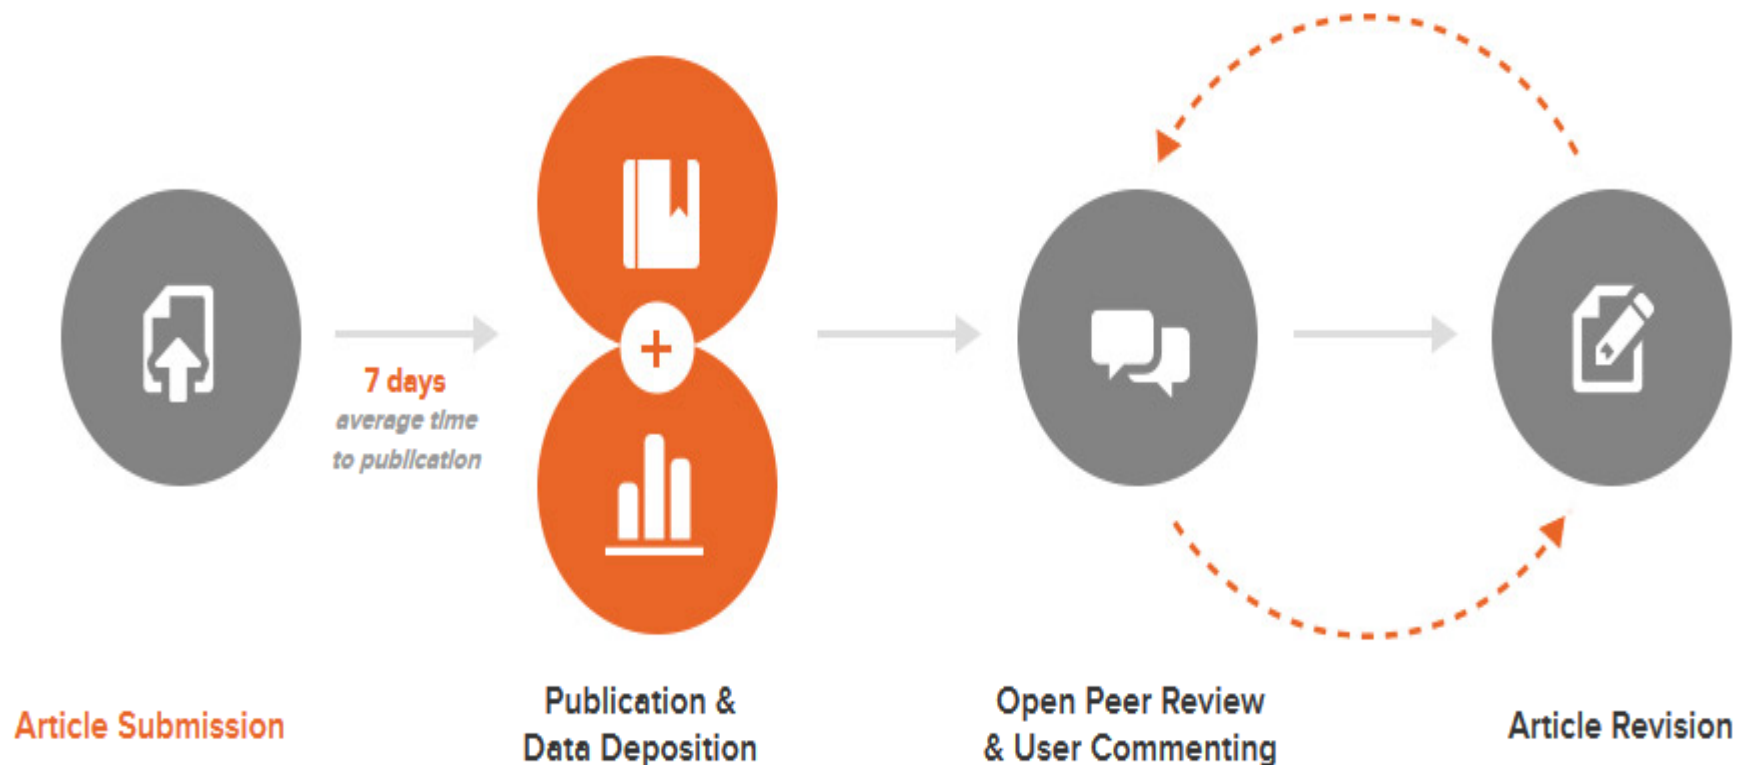 7 days
average time
to publication
+
Article Submission
Publication &
Data Deposition
Open Peer Review
& User Commenting
Article Revision